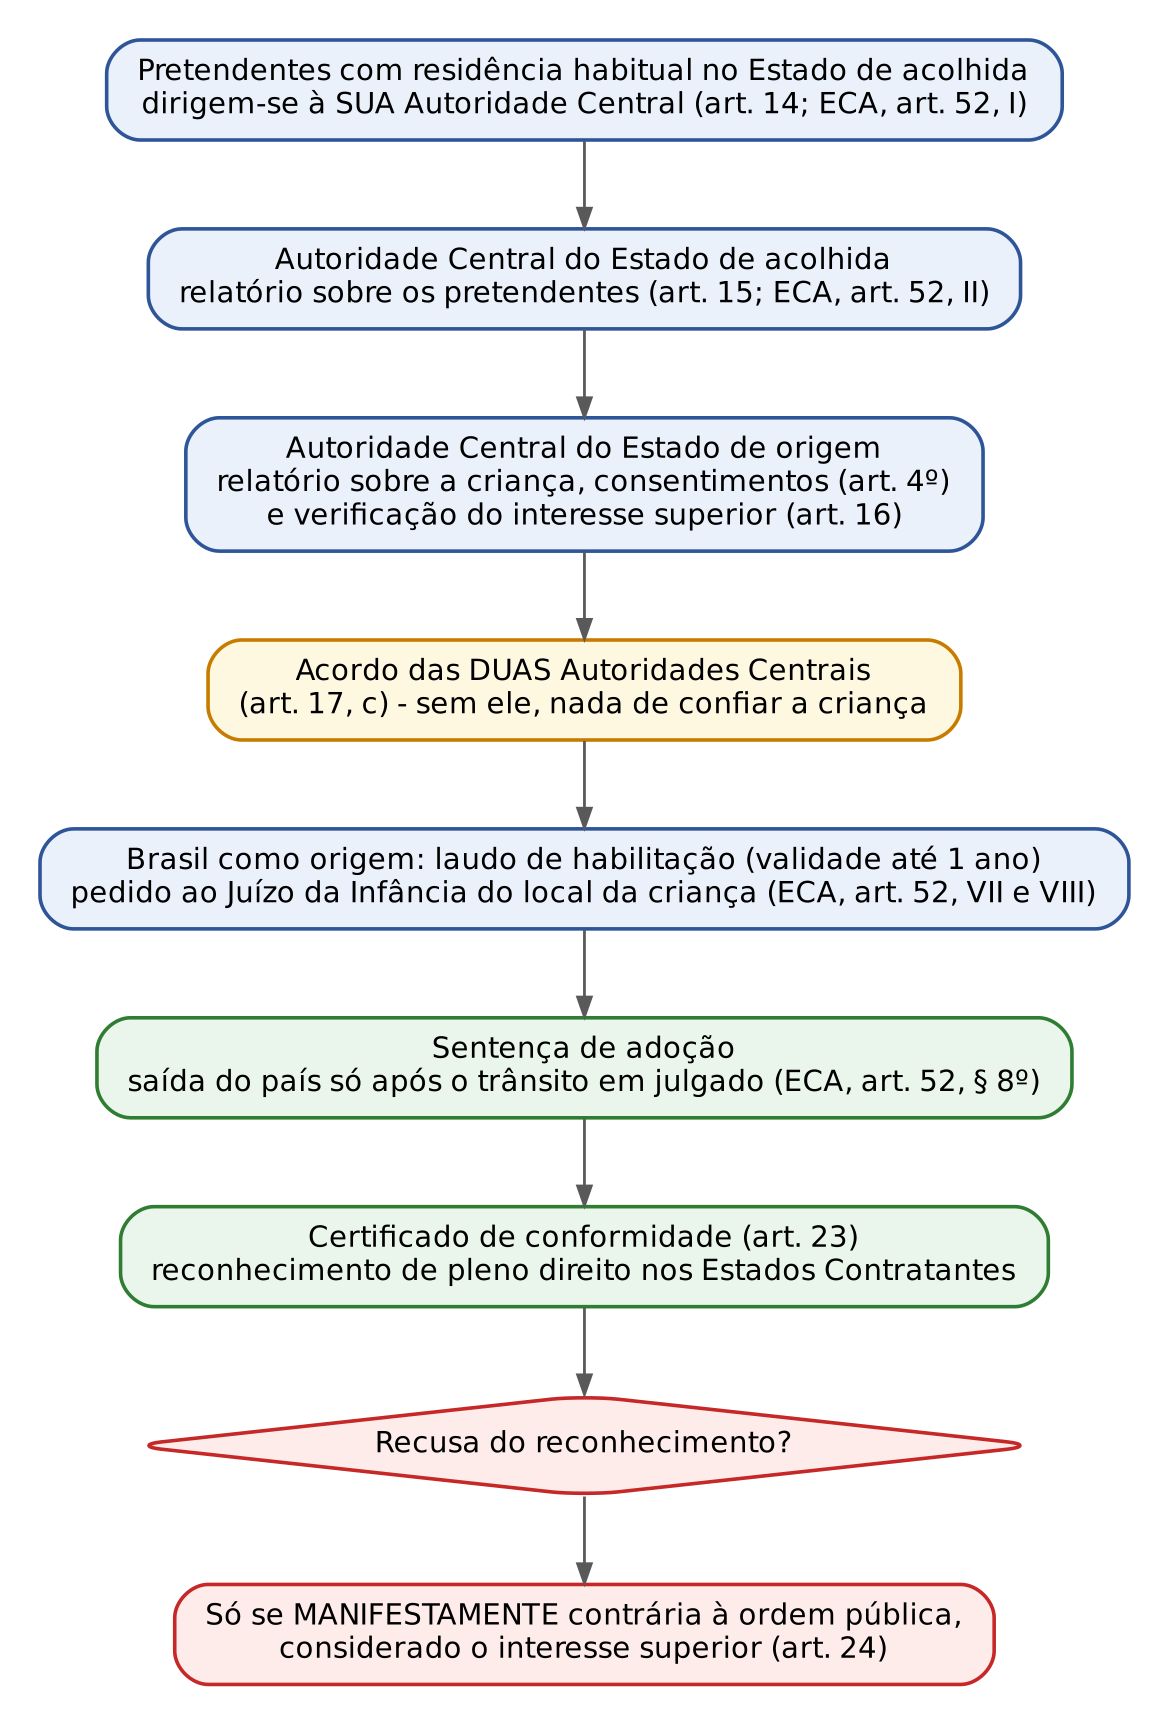 Pretendentes com residência habitual no Estado de acolhida
dirigem-se à SUA Autoridade Central (art. 14; ECA, art. 52, I)
Autoridade Central do Estado de acolhida
relatório sobre os pretendentes (art. 15; ECA, art. 52, II)
Autoridade Central do Estado de origem
relatório sobre a criança, consentimentos (art. 4º)
e verificação do interesse superior (art. 16)
Acordo das DUAS Autoridades Centrais
(art. 17, c) - sem ele, nada de confiar a criança
Brasil como origem: laudo de habilitação (validade até 1 ano)
pedido ao Juízo da Infância do local da criança (ECA, art. 52, VII e VIII)
Sentença de adoção
saída do país só após o trânsito em julgado (ECA, art. 52, § 8º)
Certificado de conformidade (art. 23)
reconhecimento de pleno direito nos Estados Contratantes
Recusa do reconhecimento?
Só se MANIFESTAMENTE contrária à ordem pública,
considerado o interesse superior (art. 24)